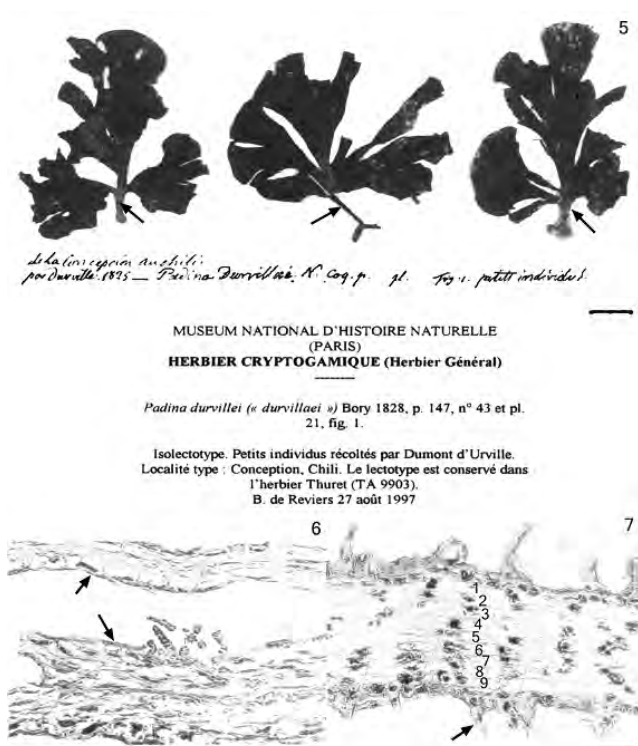 5
de la Concepcion au chili.
par Durville. 1825 — Padina Durvillaei. N. Coq. p. pl. Fig. 1. petits individus.
MUSEUM NATIONAL D'HISTOIRE NATURELLE
(PARIS)
HERBIER CRYPTOGAMIQUE (Herbier Général)
Padina durvillei (« durvillaei ») Bory 1828, p. 147, n° 43 et pl.
21, fig. 1.
Isolectotype. Petits individus récoltés par Dumont d'Urville.
Localité type : Conception, Chili. Le lectotype est conservé dans
l'herbier Thuret (TA 9903).
B. de Reviers 27 août 1997
6
7
1
2
3
4
5
6
7
8
9